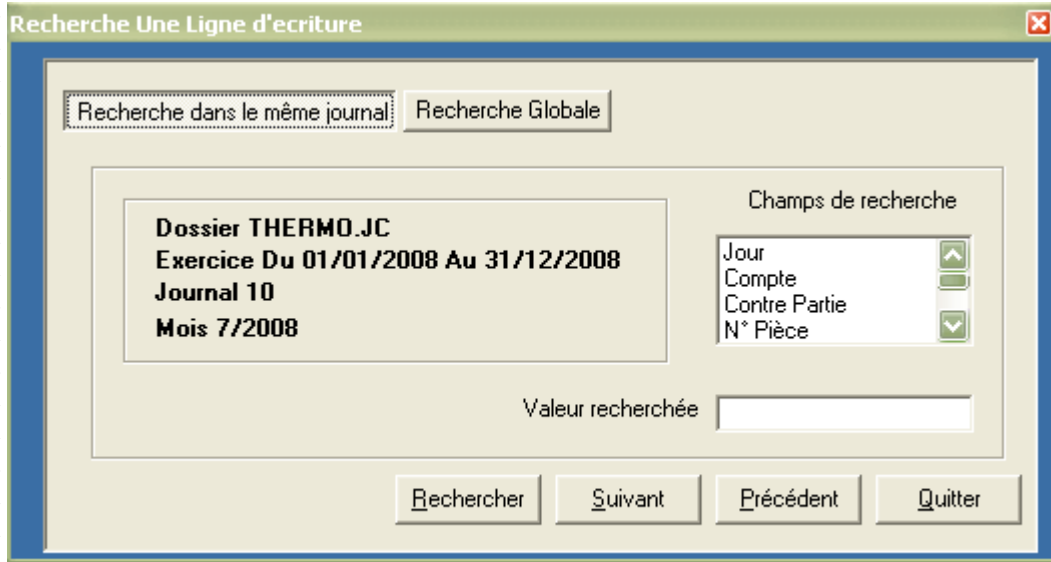 Recherche Une Ligne d'ecriture
Recherche dans le même journal Recherche Globale
Champs de recherche
Dossier THERMO.JC
Exercice Du 01/01/2008 Au 31/12/2008
Journal 10
Mois 7/2008
Jour
Compte
Contre Partie
N° Pièce
Valeur recherchée
Rechercher Suivant Précédent Quitter